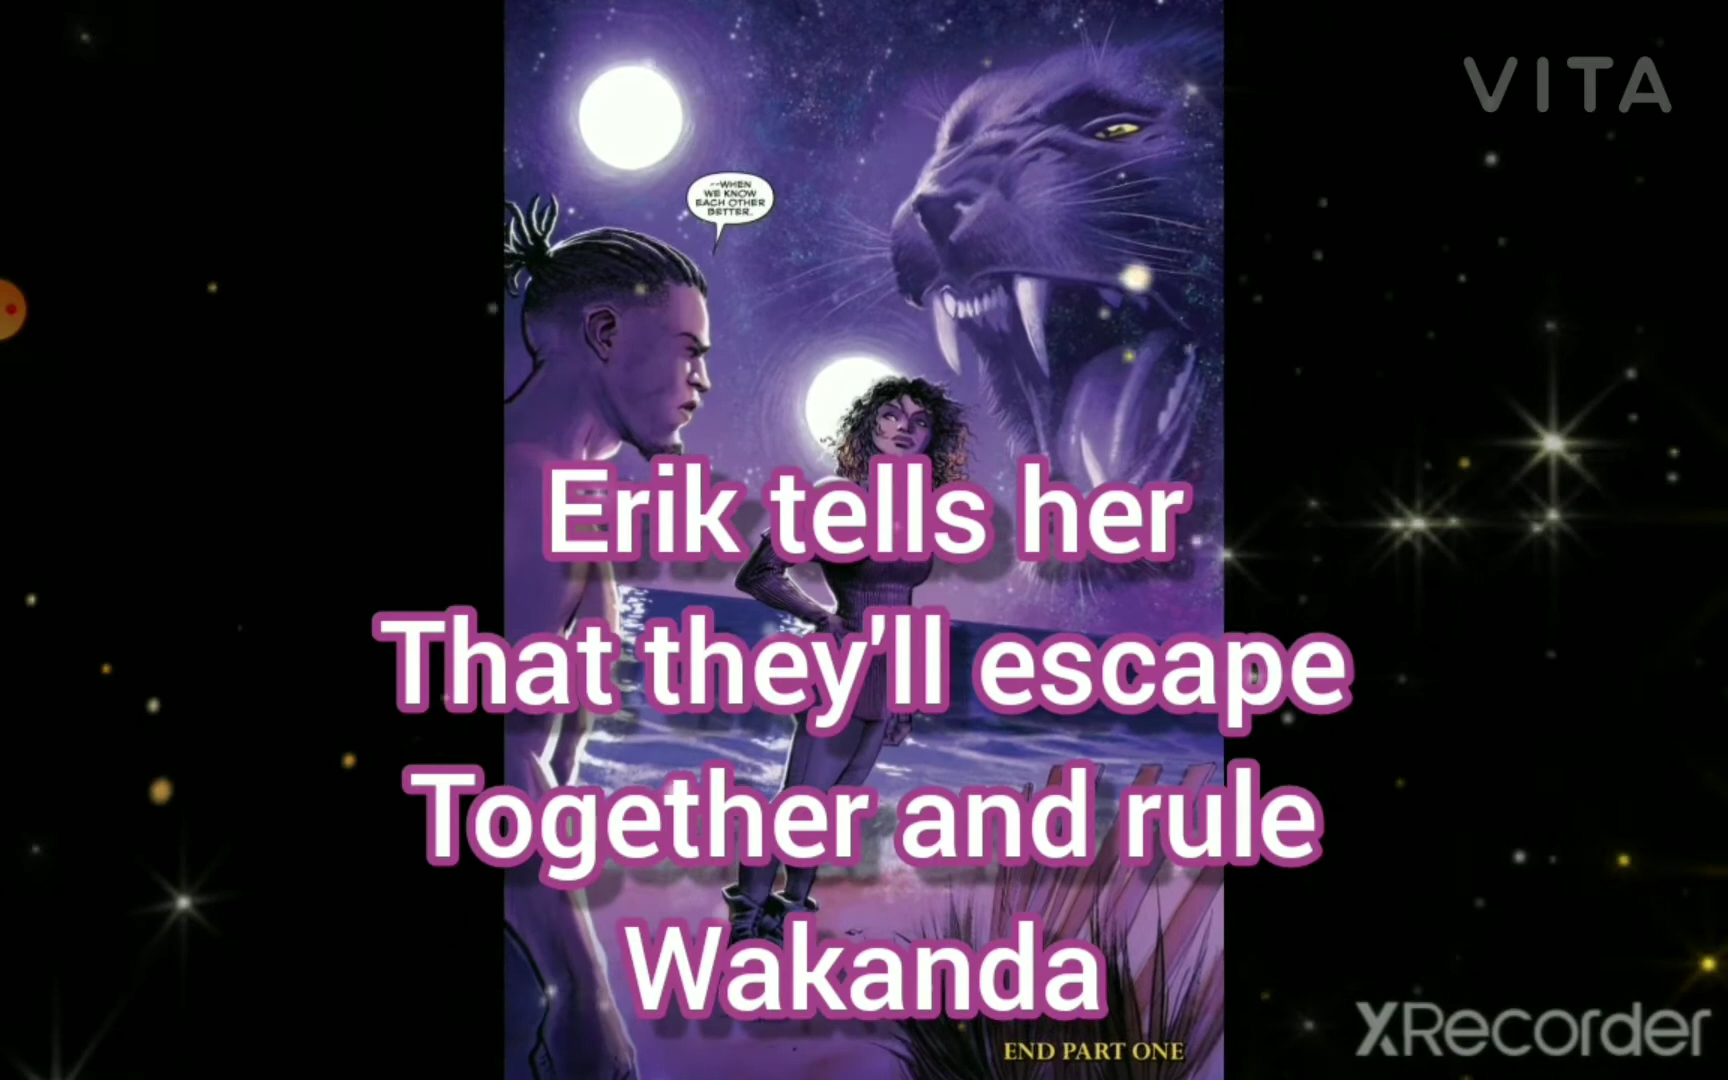 VITA
--WHEN
WE KNOW
EACH OTHER
BETTER.
Erik tells her
That they'll escape
Together and rule
Wakanda
XRecorder
END PART ONE